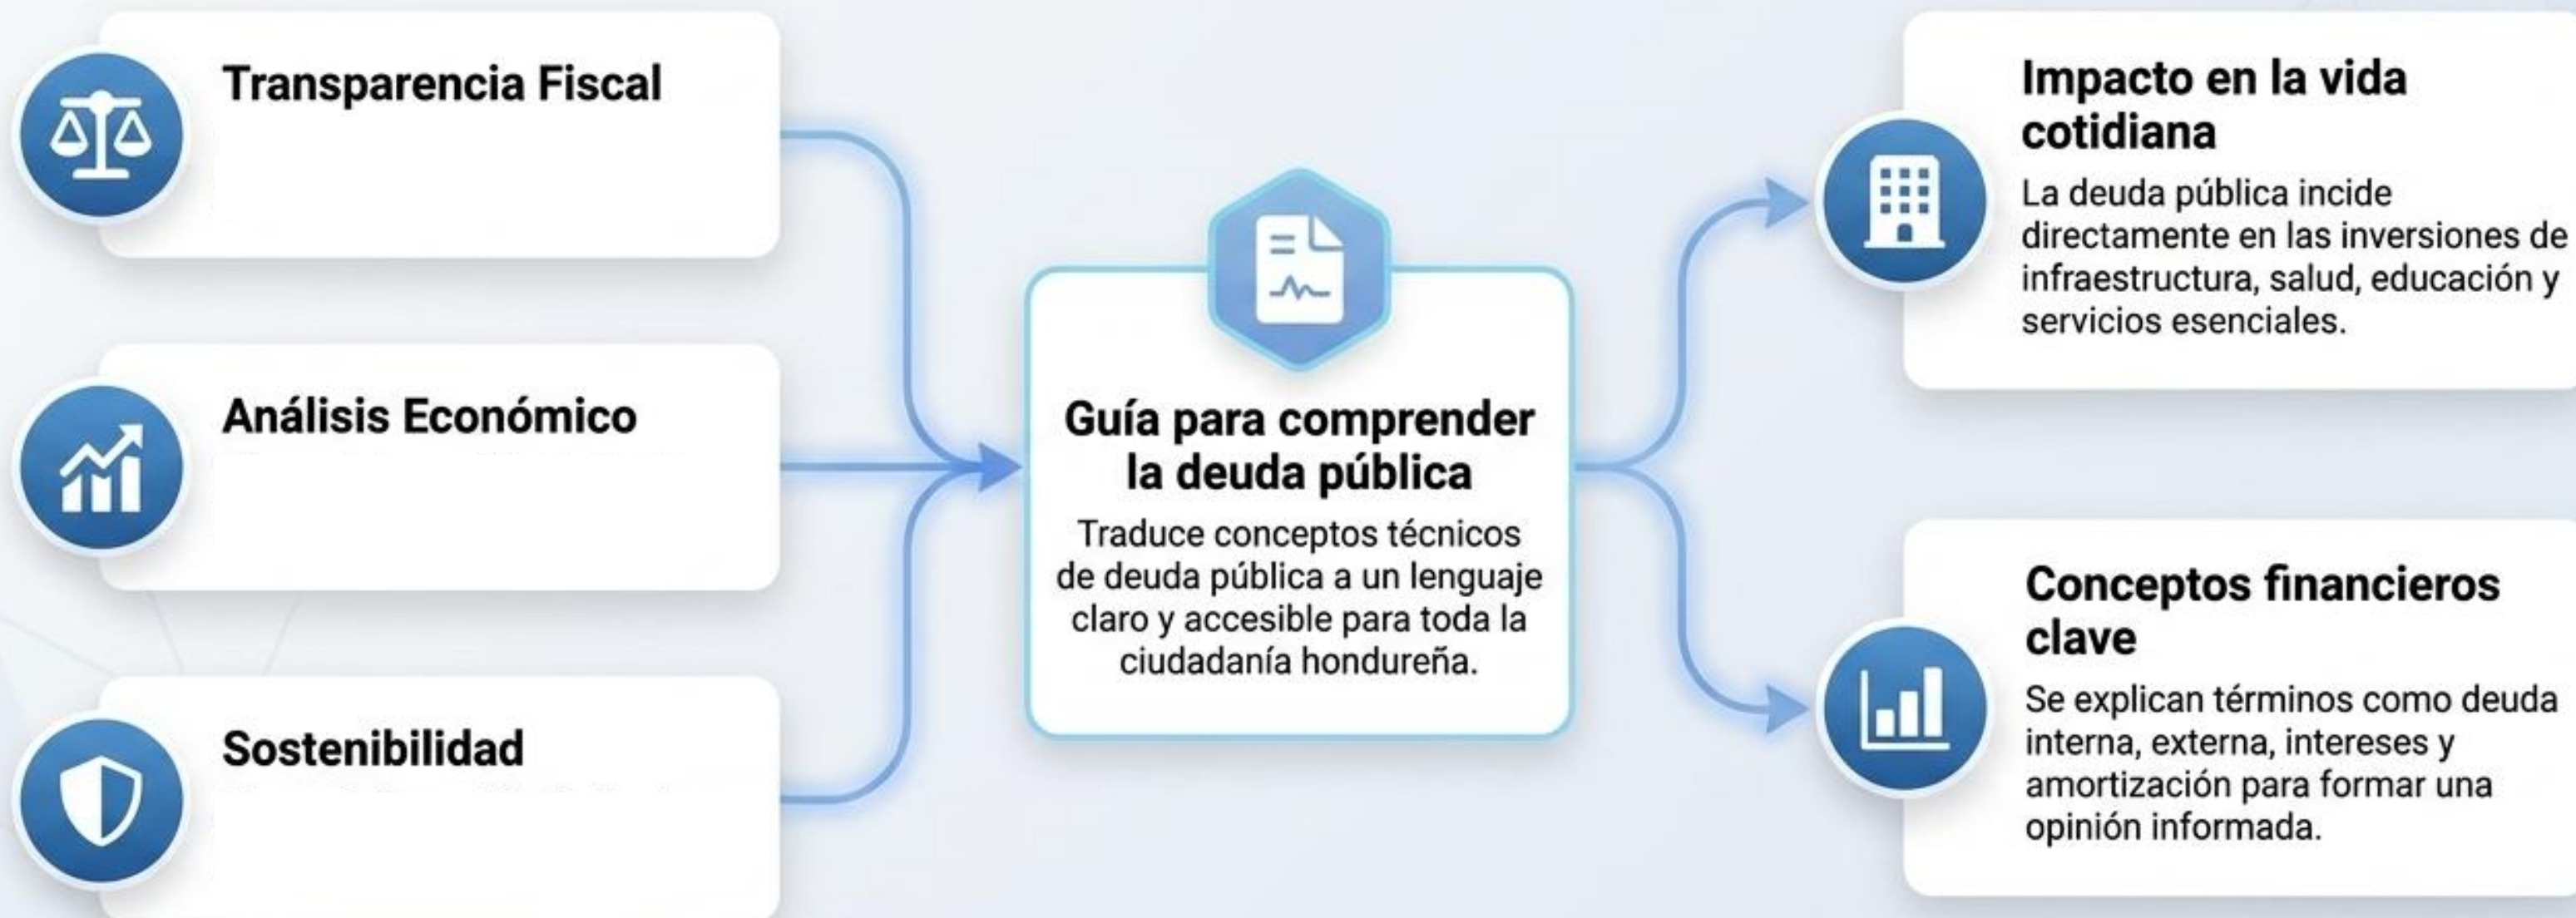 Transparencia Fiscal
Análisis Económico
Sostenibilidad
Guía para comprender
la deuda pública
Traduce conceptos técnicos
de deuda pública a un lenguaje
claro y accesible para toda la
ciudadanía hondureña.
Impacto en la vida
cotidiana
La deuda pública incide
directamente en las inversiones de
infraestructura, salud, educación y
servicios esenciales.
Conceptos financieros
clave
Se explican términos como deuda
interna, externa, intereses y
amortización para formar una
opinión informada.